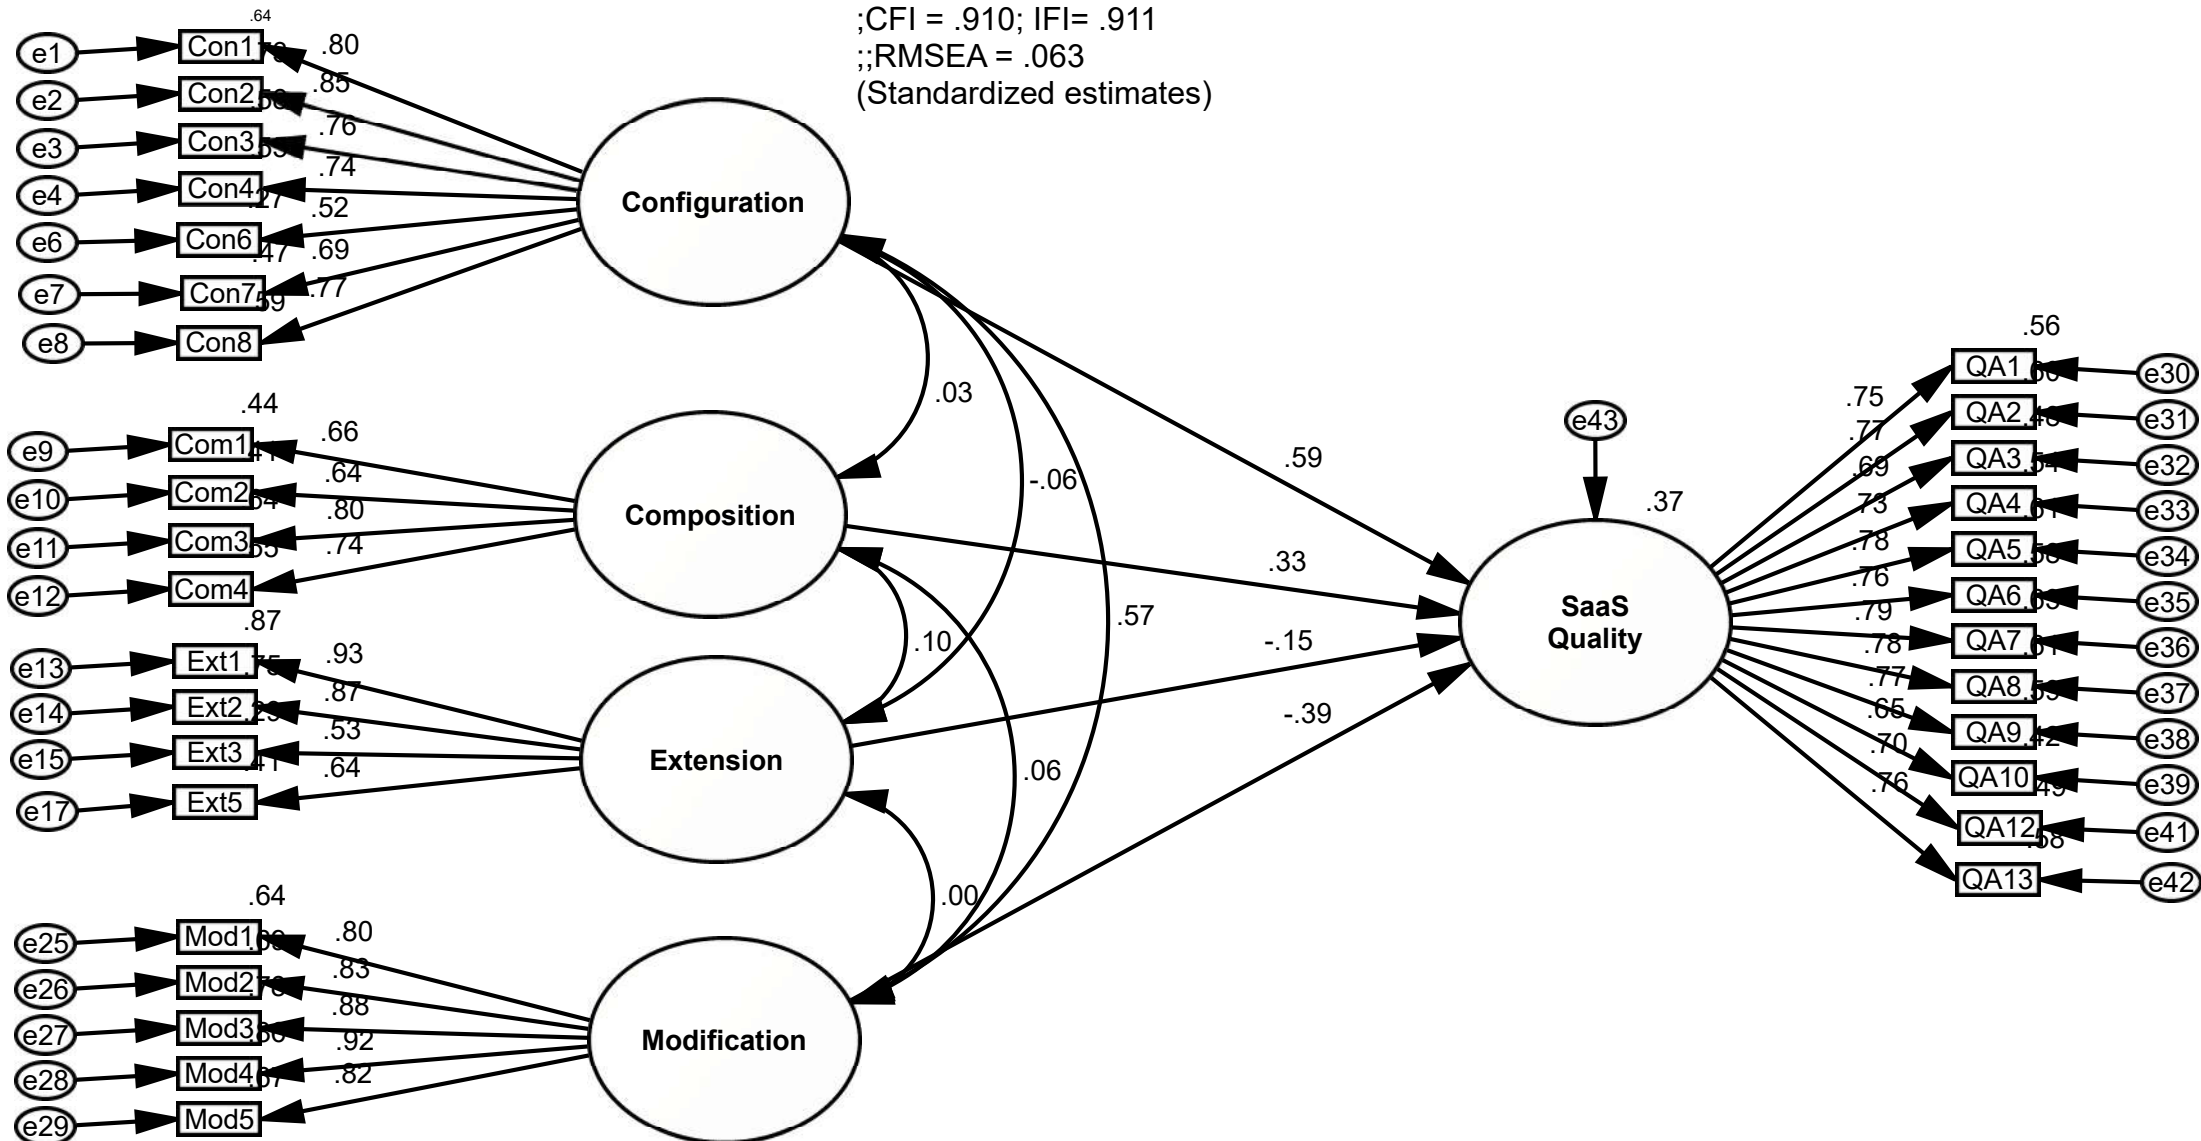 ;CFI = .910; IFI= .911
;;RMSEA = .063
(Standardized estimates)
.64
e1 Con1 .80
e2 Con2 .85
e3 Con3 .76
e4 Con4 .74
.27
e6 Con6 .52
.47
e7 Con7 .69
.59
e8 Con8 .77
Configuration
.44
e9 Com1 .66
e10 Com2 .64
e11 Com3 .80
e12 Com4 .74
Composition
.87
e13 Ext1 .93
e14 Ext2 .87
e15 Ext3 .53
.41
e17 Ext5 .64
Extension
.64
e25 Mod1 .80
e26 Mod2 .83
e27 Mod3 .88
e28 Mod4 .92
e29 Mod5 .82
Modification
.03
-.06
.57
.10
.06
.00
.59
.33
-.15
-.39
e43
.37
SaaS
Quality
.56
.75 QA1 e30
.77 QA2 e31
.69 QA3 e32
.73 QA4 e33
.78 QA5 e34
.76 QA6 e35
.79 QA7 e36
.78 QA8 e37
.77 QA9 e38
.65 QA10 e39
.70 QA12 e41
.58
.76 QA13 e42